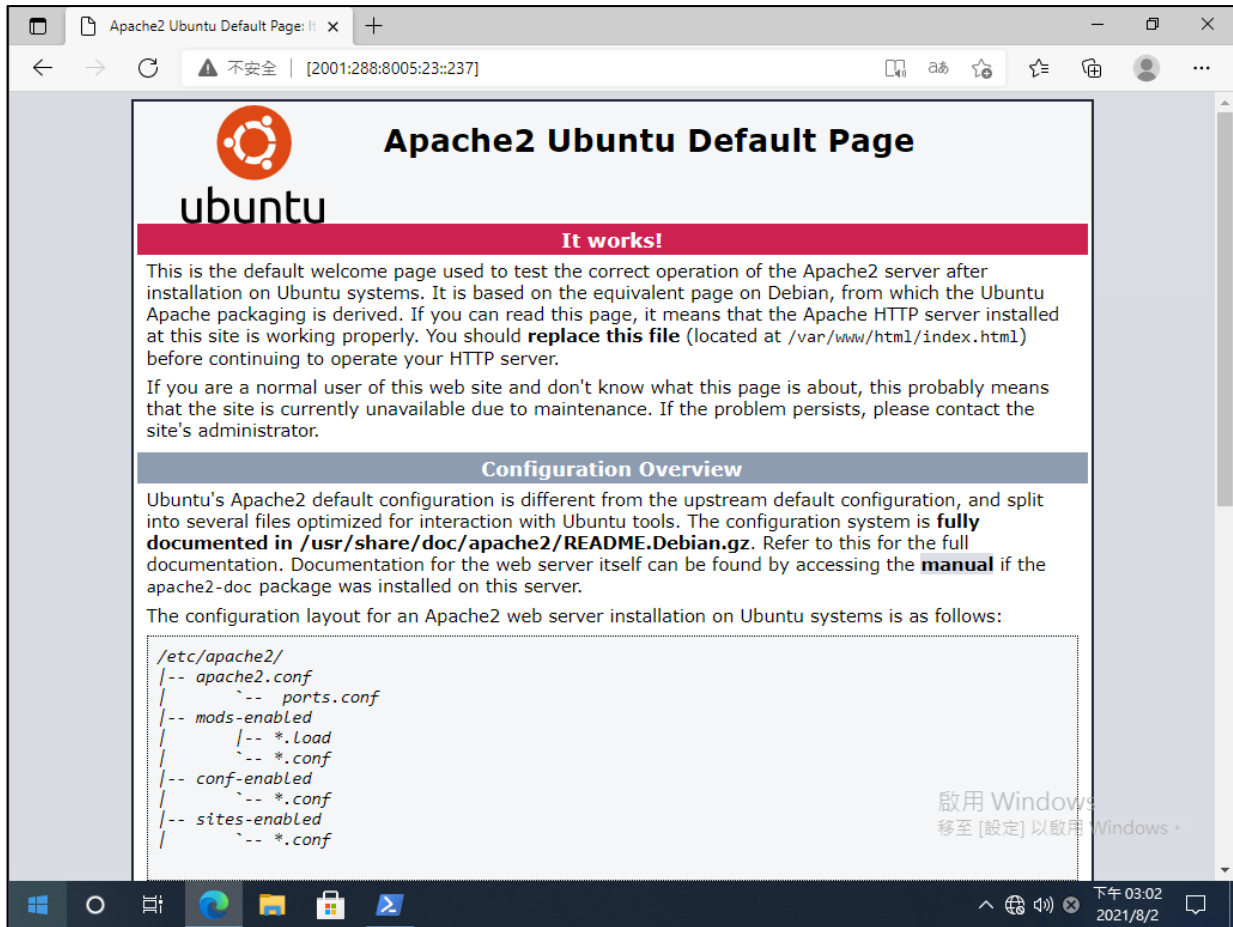 Apache2 Ubuntu Default Page: It
不安全 | [2001:288:8005:23::237]
aあ
ubuntu
Apache2 Ubuntu Default Page
It works!
This is the default welcome page used to test the correct operation of the Apache2 server after
installation on Ubuntu systems. It is based on the equivalent page on Debian, from which the Ubuntu
Apache packaging is derived. If you can read this page, it means that the Apache HTTP server installed
at this site is working properly. You should replace this file (located at /var/www/html/index.html)
before continuing to operate your HTTP server.
If you are a normal user of this web site and don't know what this page is about, this probably means
that the site is currently unavailable due to maintenance. If the problem persists, please contact the
site's administrator.
Configuration Overview
Ubuntu's Apache2 default configuration is different from the upstream default configuration, and split
into several files optimized for interaction with Ubuntu tools. The configuration system is fully
documented in /usr/share/doc/apache2/README.Debian.gz. Refer to this for the full
documentation. Documentation for the web server itself can be found by accessing the manual if the
apache2-doc package was installed on this server.
The configuration layout for an Apache2 web server installation on Ubuntu systems is as follows:
/etc/apache2/
|-- apache2.conf
|       `--  ports.conf
|-- mods-enabled
|       |-- *.load
|       `-- *.conf
|-- conf-enabled
|       `-- *.conf
|-- sites-enabled
|       `-- *.conf
啟用 Windows
移至 [設定] 以啟用 Windows。
下午 03:02
2021/8/2